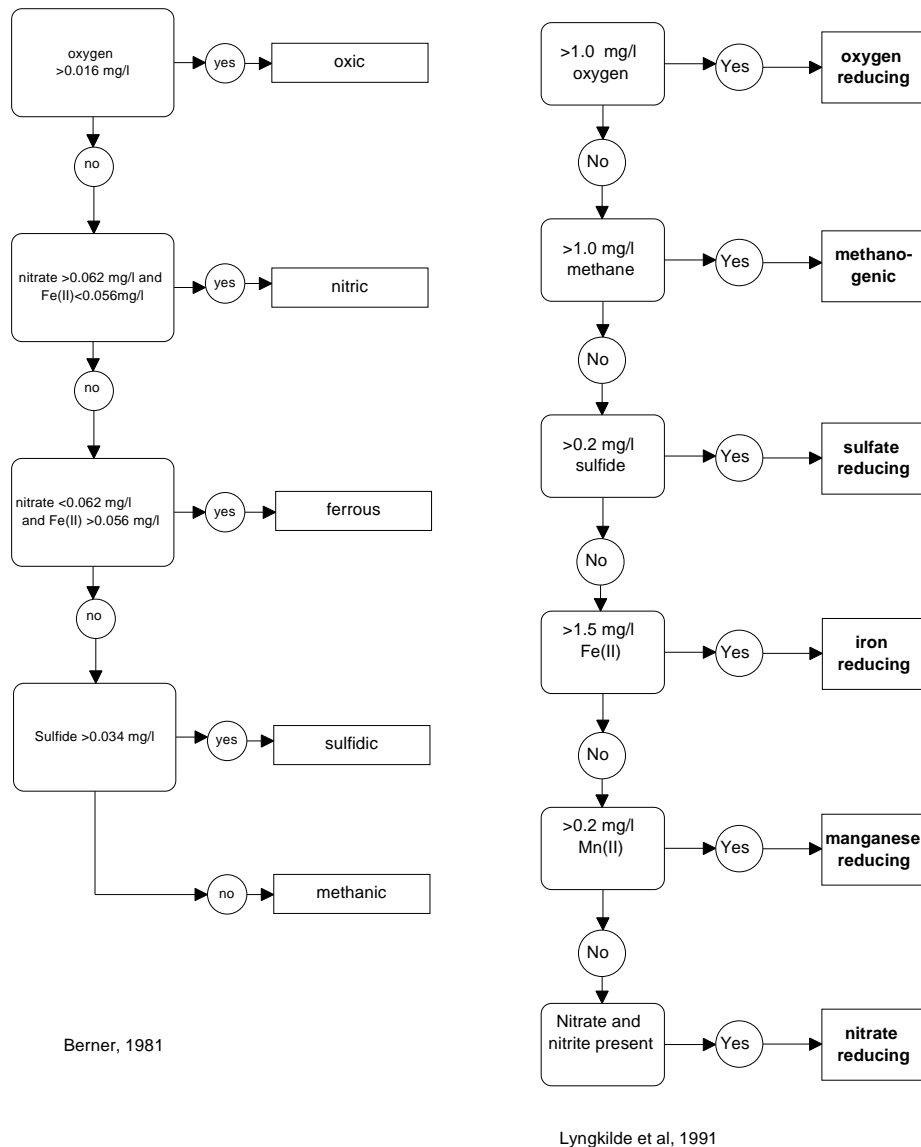 oxygen
>0.016 mg/l
yes
oxic
no
nitrate >0.062 mg/l and
Fe(II)<0.056mg/l
yes
nitric
no
nitrate <0.062 mg/l
and Fe(II) >0.056 mg/l
yes
ferrous
no
Sulfide >0.034 mg/l
yes
sulfidic
no
methanic
Berner, 1981
>1.0 mg/l
oxygen
Yes
oxygen
reducing
No
>1.0 mg/l
methane
Yes
methano-
genic
No
>0.2 mg/l
sulfide
Yes
sulfate
reducing
No
>1.5 mg/l
Fe(II)
Yes
iron
reducing
No
>0.2 mg/l
Mn(II)
Yes
manganese
reducing
No
Nitrate and
nitrite present
Yes
nitrate
reducing
Lyngkilde et al, 1991